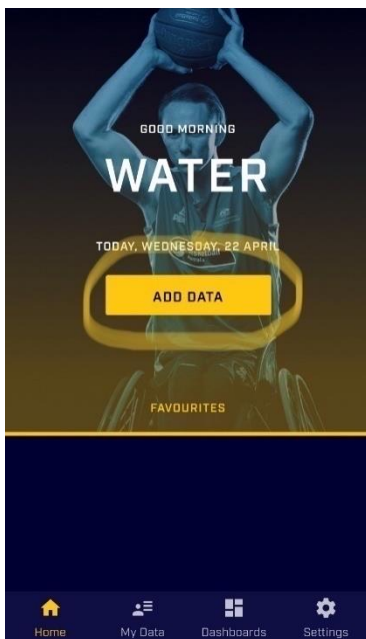 GOOD MORNING
WATER
TODAY, WEDNESDAY, 22 APRIL
ADD DATA
FAVOURITES
Home My Data Dashboards Settings